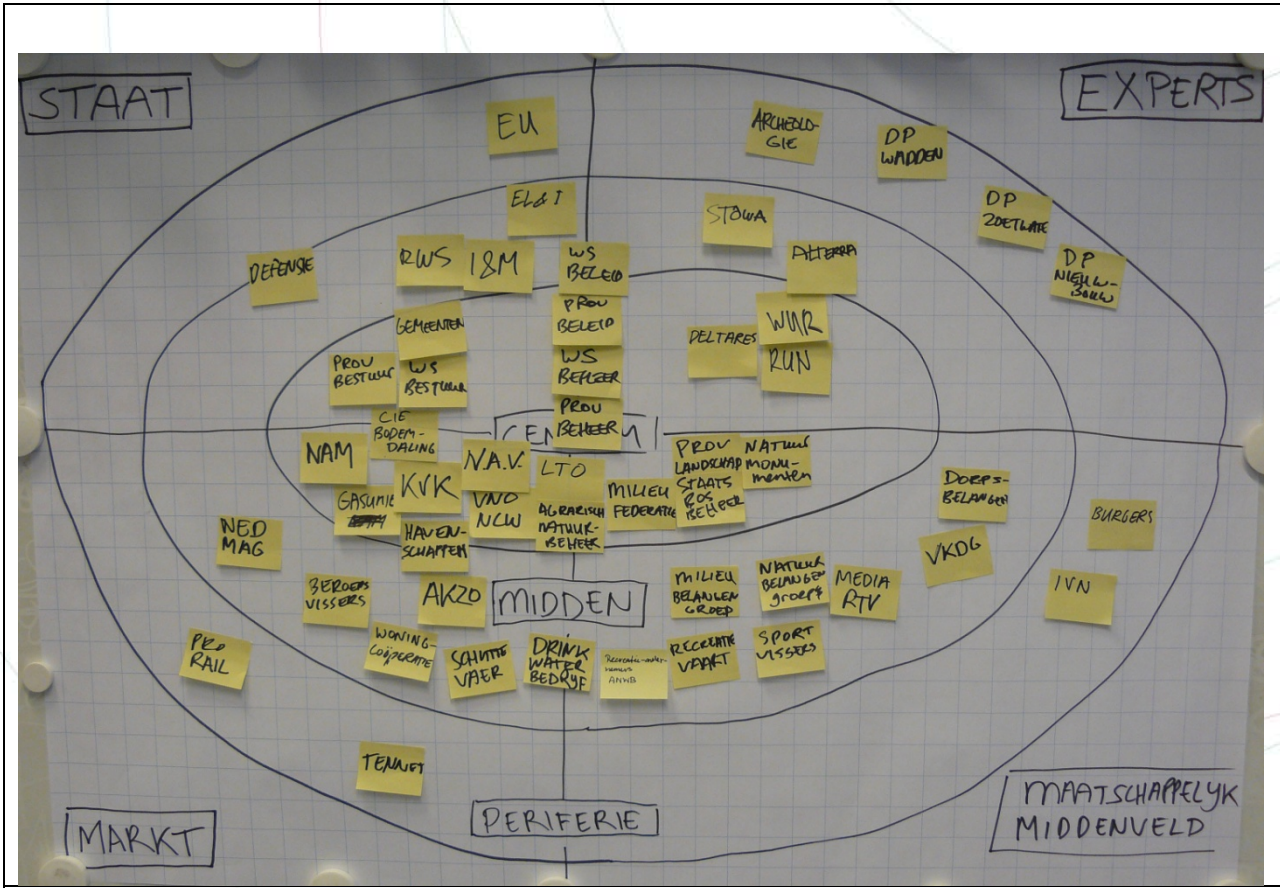 STAAT
EXPERTS
EU
ARCHEOLO-
GIE
DP
WADDEN
EL&I
STOWA
DP
ZOETWATE
DEFENSIE
RWS
I&M
WS
BELEID
ALTERRA
DP
NIEUW-
BOUW
GEMEENTEN
PROV
BELEID
DELTARES
WUR
PROV
BESTUUR
WS
BESTUUR
WS
BEHEER
RUN
CIE
BODEM-
DALING
PROV
BEHEER
CEN
M
NAM
KVK
N.A.V.
LTO
PROV
LANDSCHAP
NATUUR
MONU-
MENTEN
GASUNIE
VNO
NCW
AGRARISCH
NATUUR-
BEHEER
MILIEU
FEDERATIE
STAATS
BOS
BEHEER
DORPS-
BELANGEN
BURGERS
NED
MAG
HAVEN-
SCHAPPEN
VKDG
BEROEPS
VISSERS
AKZO
MIDDEN
MILIEU
BELANGEN
GROEP
NATUUR
BELANGEN
groep
MEDIA
RTV
IVN
PRO
RAIL
WONING-
COÖPERATIE
SCHUTTE
VAER
DRINK
WATER
BEDRIJF
ANWB
RECREATIE
VAART
SPORT
VISSERS
TENNET
PERIFERIE
MARKT
MAATSCHAPPELIJK
MIDDENVELD